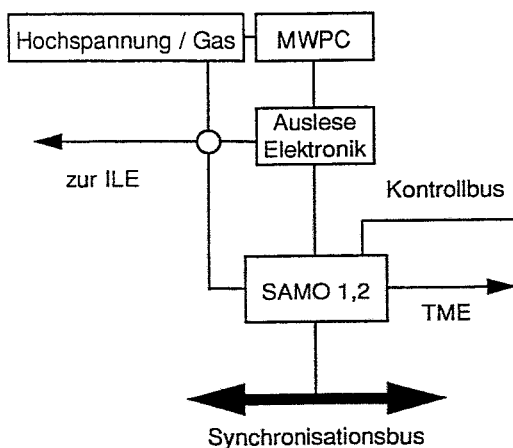 Hochspannung / Gas
MWPC
Auslese
Elektronik
zur ILE
Kontrollbus
SAMO 1,2
TME
Synchronisationsbus